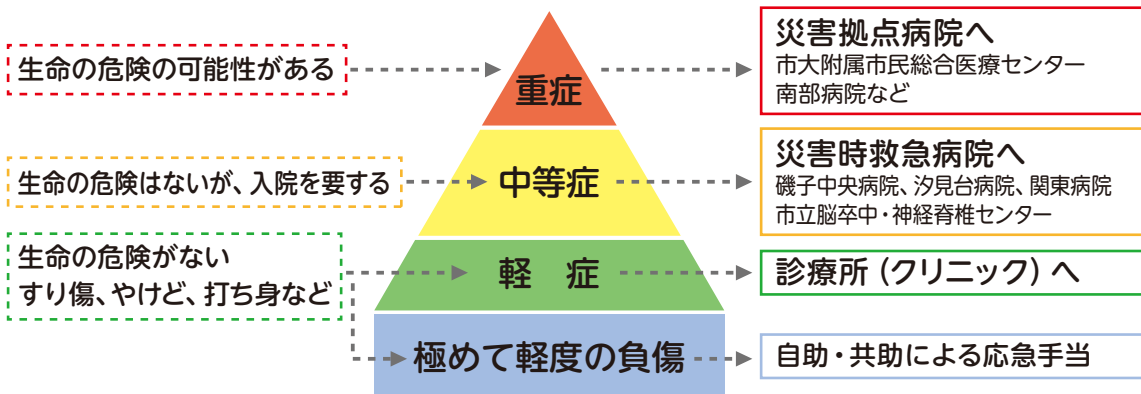 生命の危険の可能性がある
重症
災害拠点病院へ
市大附属市民総合医療センター
南部病院など
生命の危険はないが、入院を要する
中等症
災害時救急病院へ
磯子中央病院、汐見台病院、関東病院
市立脳卒中・神経脊椎センター
生命の危険がない
すり傷、やけど、打ち身など
軽　症
診療所（クリニック）へ
極めて軽度の負傷
自助・共助による応急手当